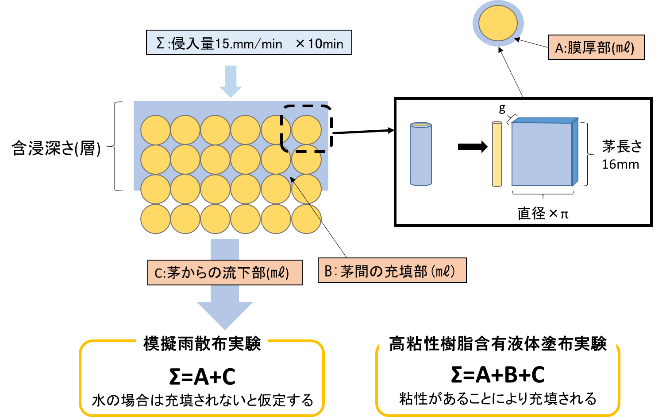 Σ:侵入量15.mm/min ×10min
A:膜厚部(㎖)
含浸深さ(層)
g
茅長さ
16mm
直径×π
C:茅からの流下部(㎖)
B:茅間の充填部(㎖)
模擬雨散布実験
Σ=A+C
水の場合は充填されないと仮定する
高粘性樹脂含有液体塗布実験
Σ=A+B+C
粘性があることにより充填される